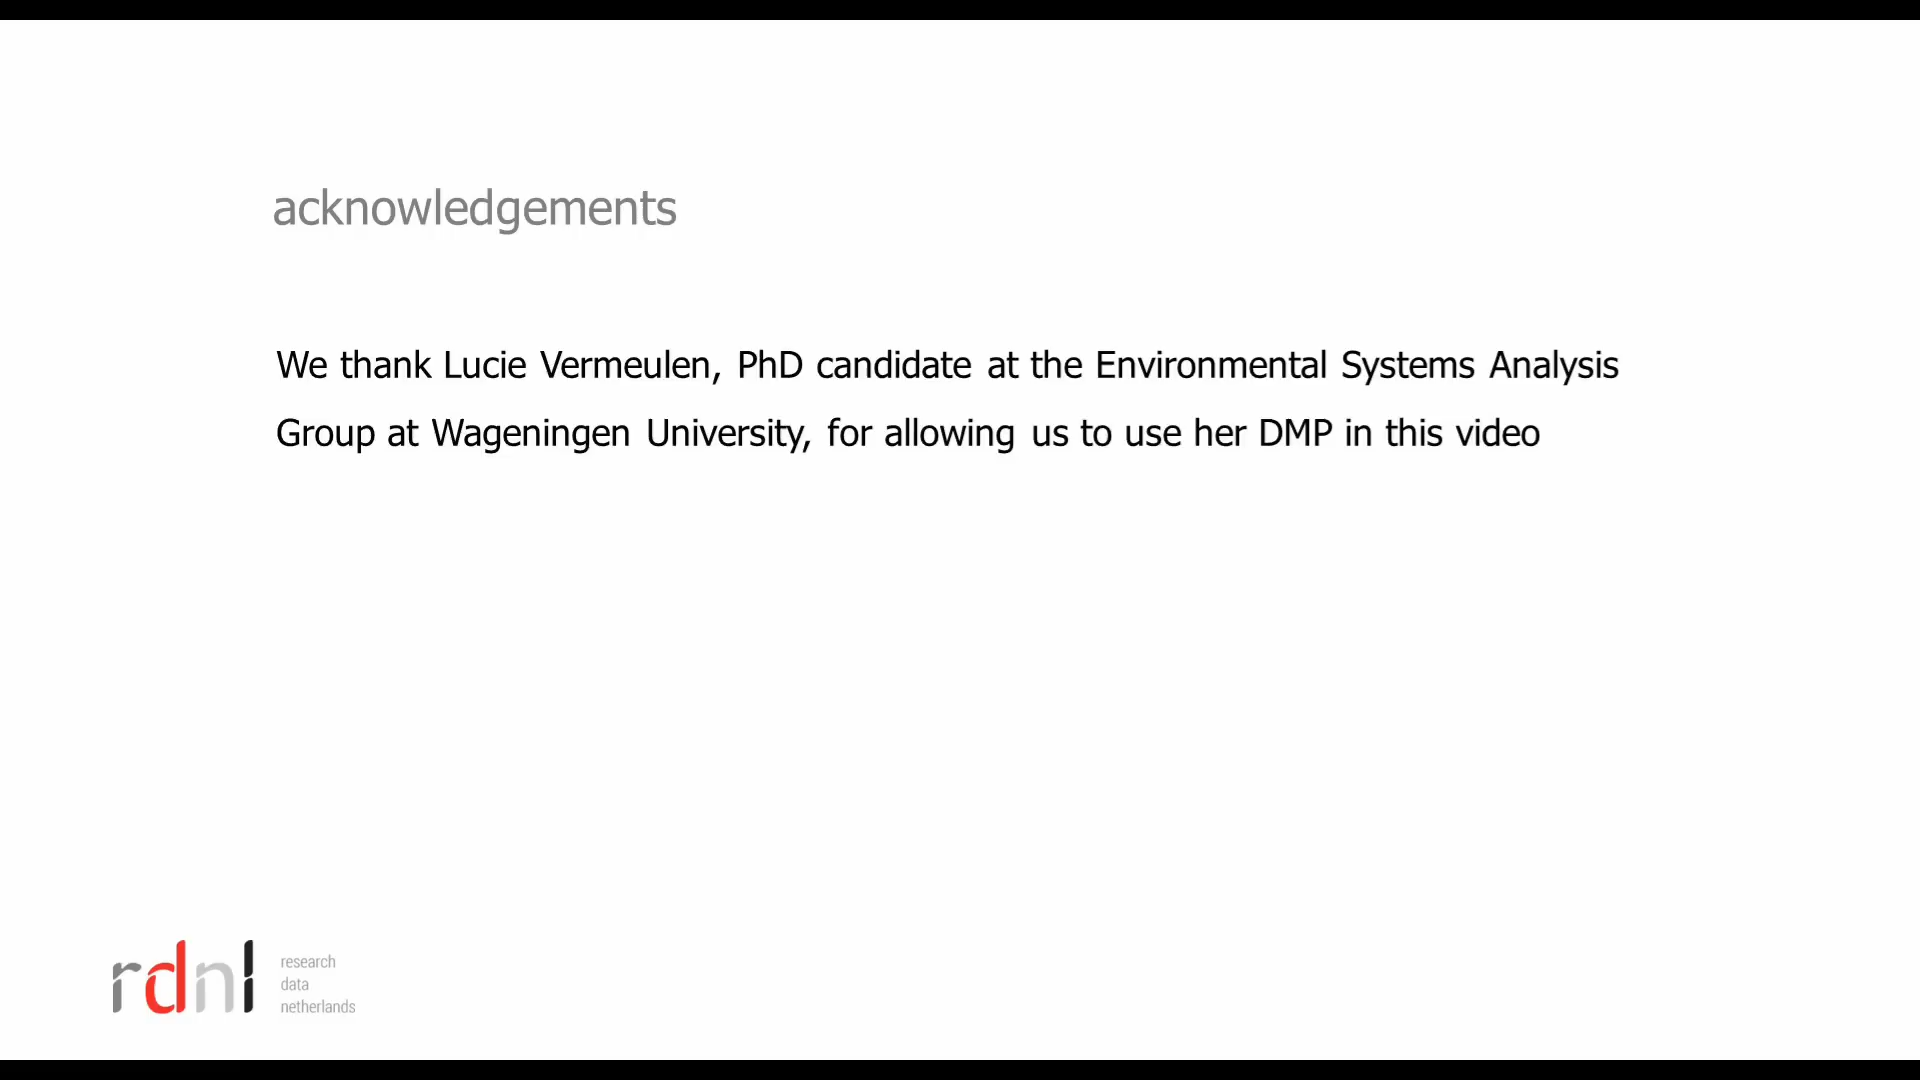 acknowledgements
We thank Lucie Vermeulen, PhD candidate at the Environmental Systems Analysis
Group at Wageningen University, for allowing us to use her DMP in this video
rdnl
research
data
netherlands